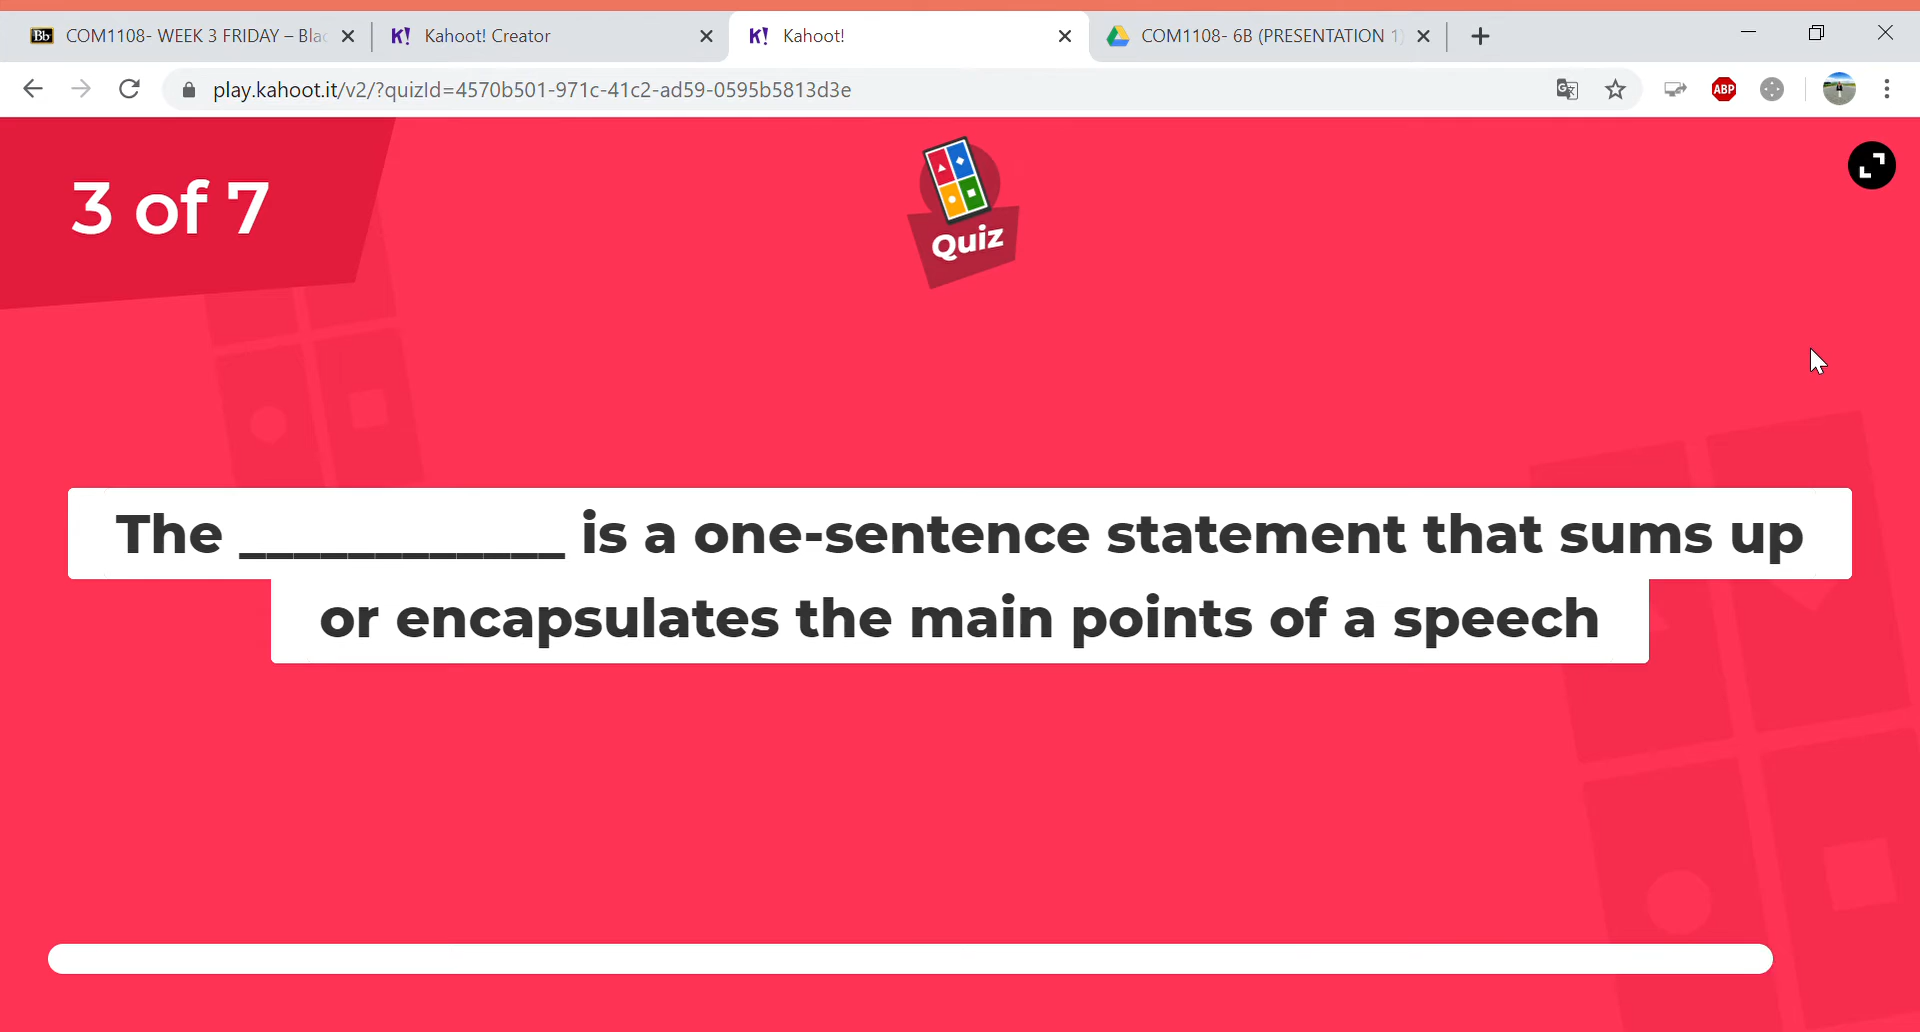 COM1108- WEEK 3 FRIDAY – Bla
Kahoot! Creator
Kahoot!
COM1108- 6B (PRESENTATION 1)
play.kahoot.it/v2/?quizId=4570b501-971c-41c2-ad59-0595b5813d3e
ABP
3 of 7
Quiz
The ____________ is a one-sentence statement that sums up
or encapsulates the main points of a speech